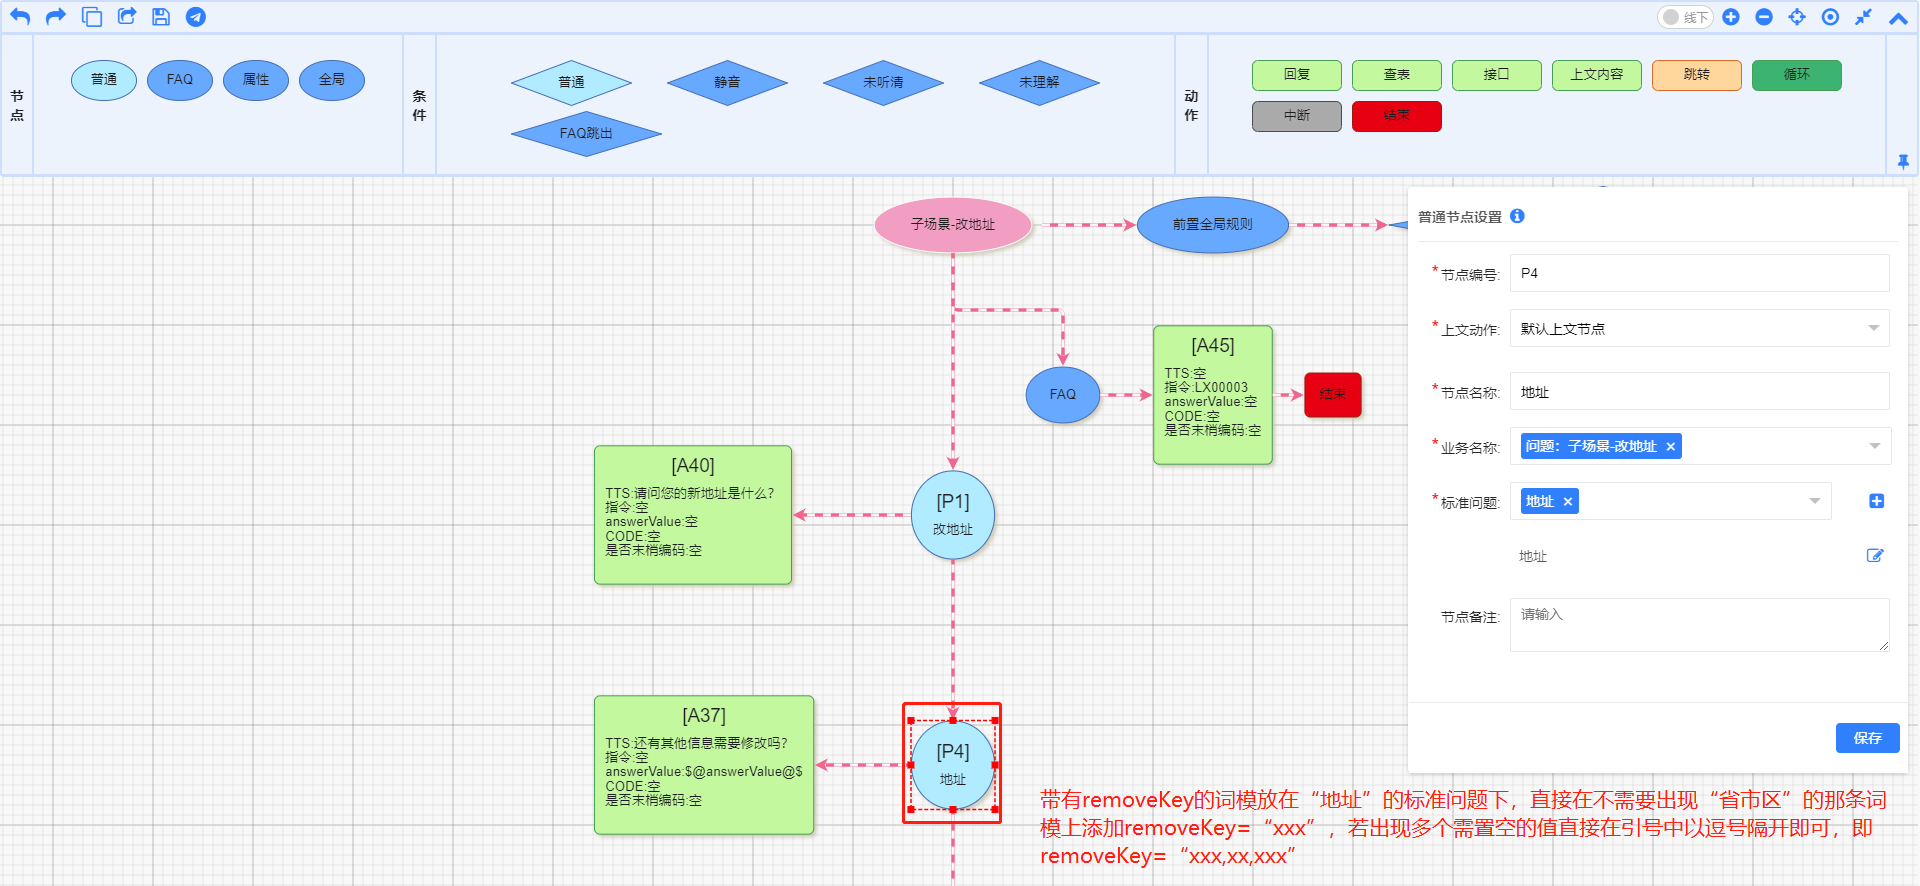 线下
节点
普通
FAQ
属性
全局
条件
普通
静音
未听清
未理解
FAQ跳出
动作
回复
查表
接口
上文内容
跳转
循环
中断
结束
子场景-改地址
前置全局规则
FAQ
[A45]
TTS:空
指令:LX00003
answerValue:空
CODE:空
是否末梢编码:空
结束
[A40]
TTS:请问您的新地址是什么?
指令:空
answerValue:空
CODE:空
是否末梢编码:空
[P1]
改地址
[A37]
TTS:还有其他信息需要修改吗?
指令:空
answerValue:$@answerValue@$
CODE:空
是否末梢编码:空
[P4]
地址
普通节点设置
*节点编号: P4
*上文动作: 默认上文节点
*节点名称: 地址
*业务名称: 问题：子场景-改地址 ×
*标准问题: 地址 ×
地址
节点备注: 请输入
保存
带有removeKey的词模放在“地址”的标准问题下，直接在不需要出现“省市区”的那条词
模上添加removeKey=“xxx”，若出现多个需置空的值直接在引号中以逗号隔开即可，即
removeKey=“xxx,xx,xxx”